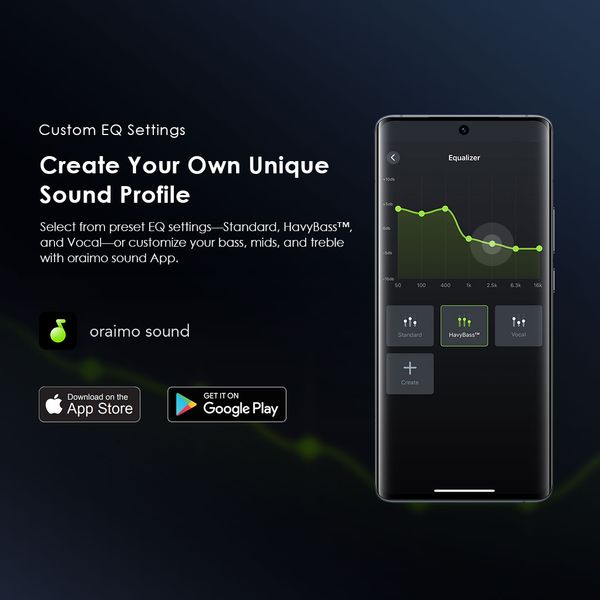 Custom EQ Settings
Create Your Own Unique
Sound Profile
Select from preset EQ settings—Standard, HavyBass™,
and Vocal—or customize your bass, mids, and treble
with oraimo sound App.
oraimo sound
Download on the
App Store
GET IT ON
Google Play
Equalizer
+10db
+5db
0db
-5db
50 100 400 1k 2.5k 6.3k 16k
Standard HavyBass™ Vocal
Create